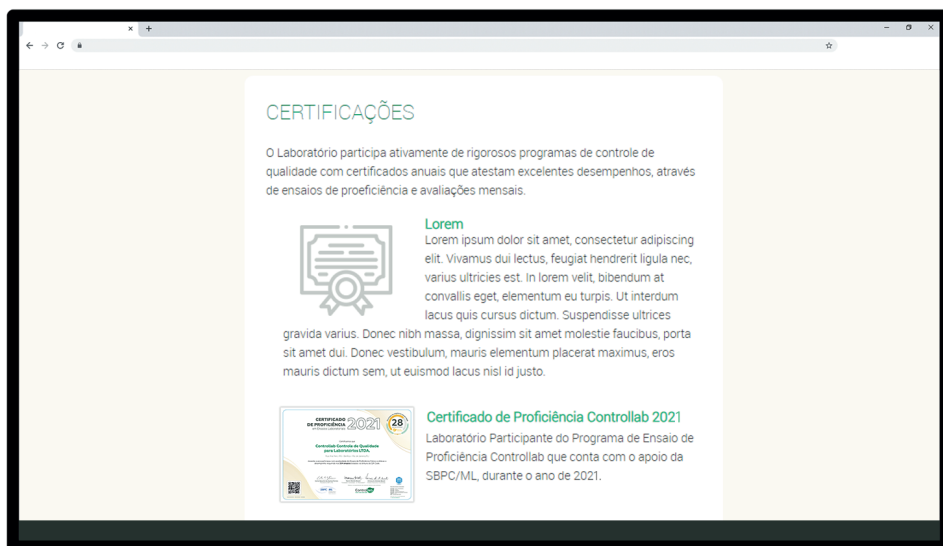 CERTIFICAÇÕES
O Laboratório participa ativamente de rigorosos programas de controle de
qualidade com certificados anuais que atestam excelentes desempenhos, através
de ensaios de proeficiência e avaliações mensais.
Lorem
Lorem ipsum dolor sit amet, consectetur adipiscing
elit. Vivamus dui lectus, feugiat hendrerit ligula nec,
varius ultricies est. In lorem velit, bibendum at
convallis eget, elementum eu turpis. Ut interdum
lacus quis cursus dictum. Suspendisse ultrices
gravida varius. Donec nibh massa, dignissim sit amet molestie faucibus, porta
sit amet dui. Donec vestibulum, mauris elementum placerat maximus, eros
mauris dictum sem, ut euismod lacus nisl id justo.
CERTIFICADO
DE PROFICIÊNCIA
2021
28
Controllab Controle de Qualidade
para Laboratórios LTDA.
Certificado de Proficiência Controllab 2021
Laboratório Participante do Programa de Ensaio de
Proficiência Controllab que conta com o apoio da
SBPC/ML, durante o ano de 2021.